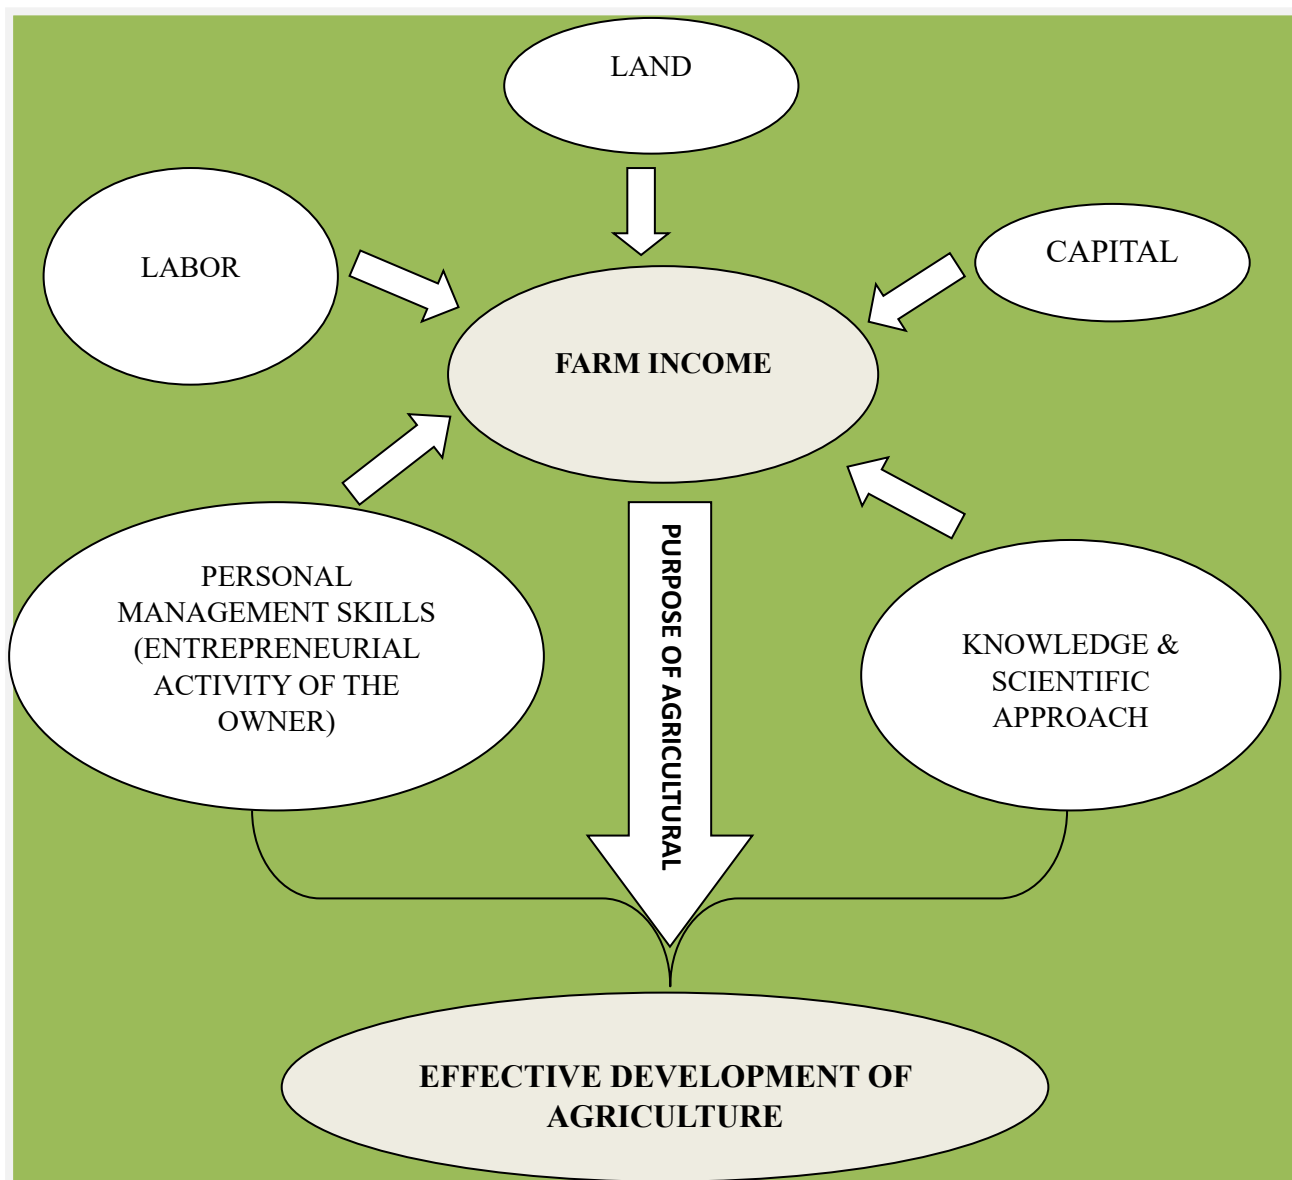 LAND
LABOR
CAPITAL
FARM INCOME
PERSONAL
MANAGEMENT SKILLS
(ENTREPRENEURIAL
ACTIVITY OF THE
OWNER)
PURPOSE OF AGRICULTURAL
KNOWLEDGE &
SCIENTIFIC
APPROACH
EFFECTIVE DEVELOPMENT OF
AGRICULTURE